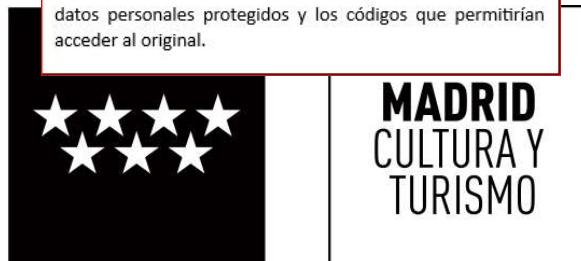 datos personales protegidos y los códigos que permitirían
acceder al original.
MADRID
CULTURA Y
TURISMO